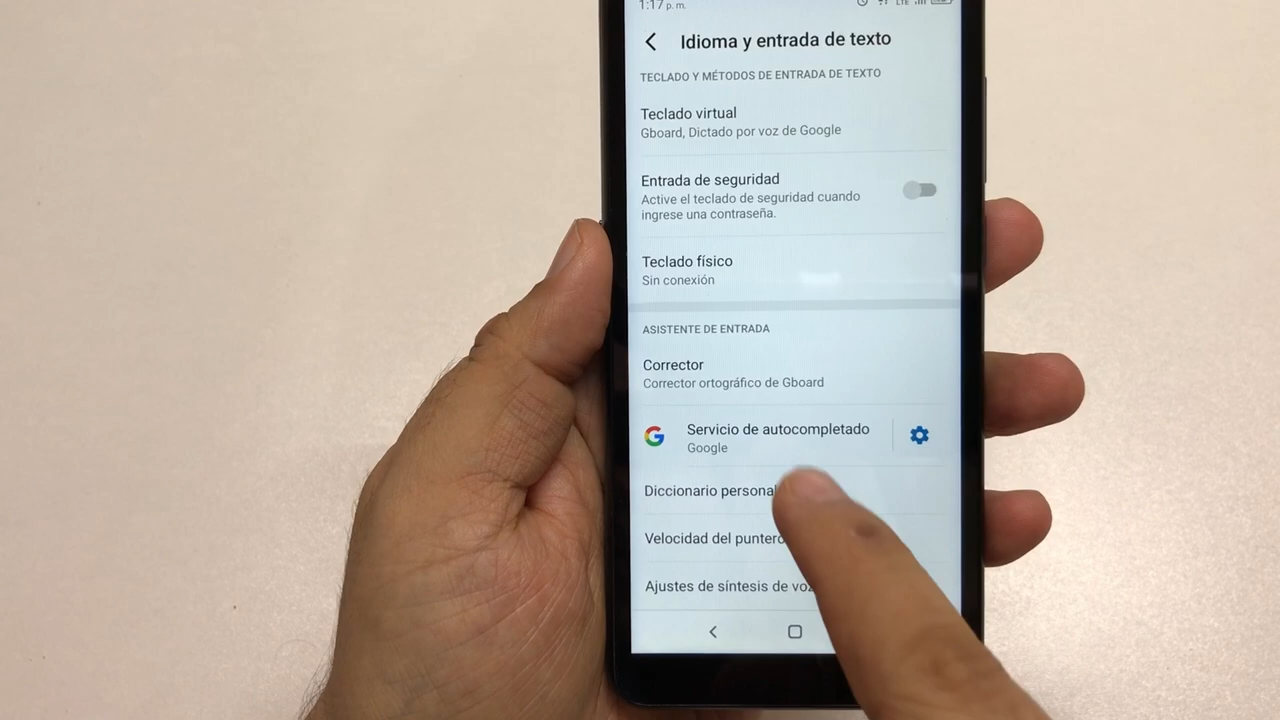 1:17 p. m.
LTE
Idioma y entrada de texto
TECLADO Y MÉTODOS DE ENTRADA DE TEXTO
Teclado virtual
Gboard, Dictado por voz de Google
Entrada de seguridad
Active el teclado de seguridad cuando
ingrese una contraseña.
Teclado físico
Sin conexión
ASISTENTE DE ENTRADA
Corrector
Corrector ortográfico de Gboard
Servicio de autocompletado
Google
Diccionario personal
Velocidad del puntero
Ajustes de síntesis de voz